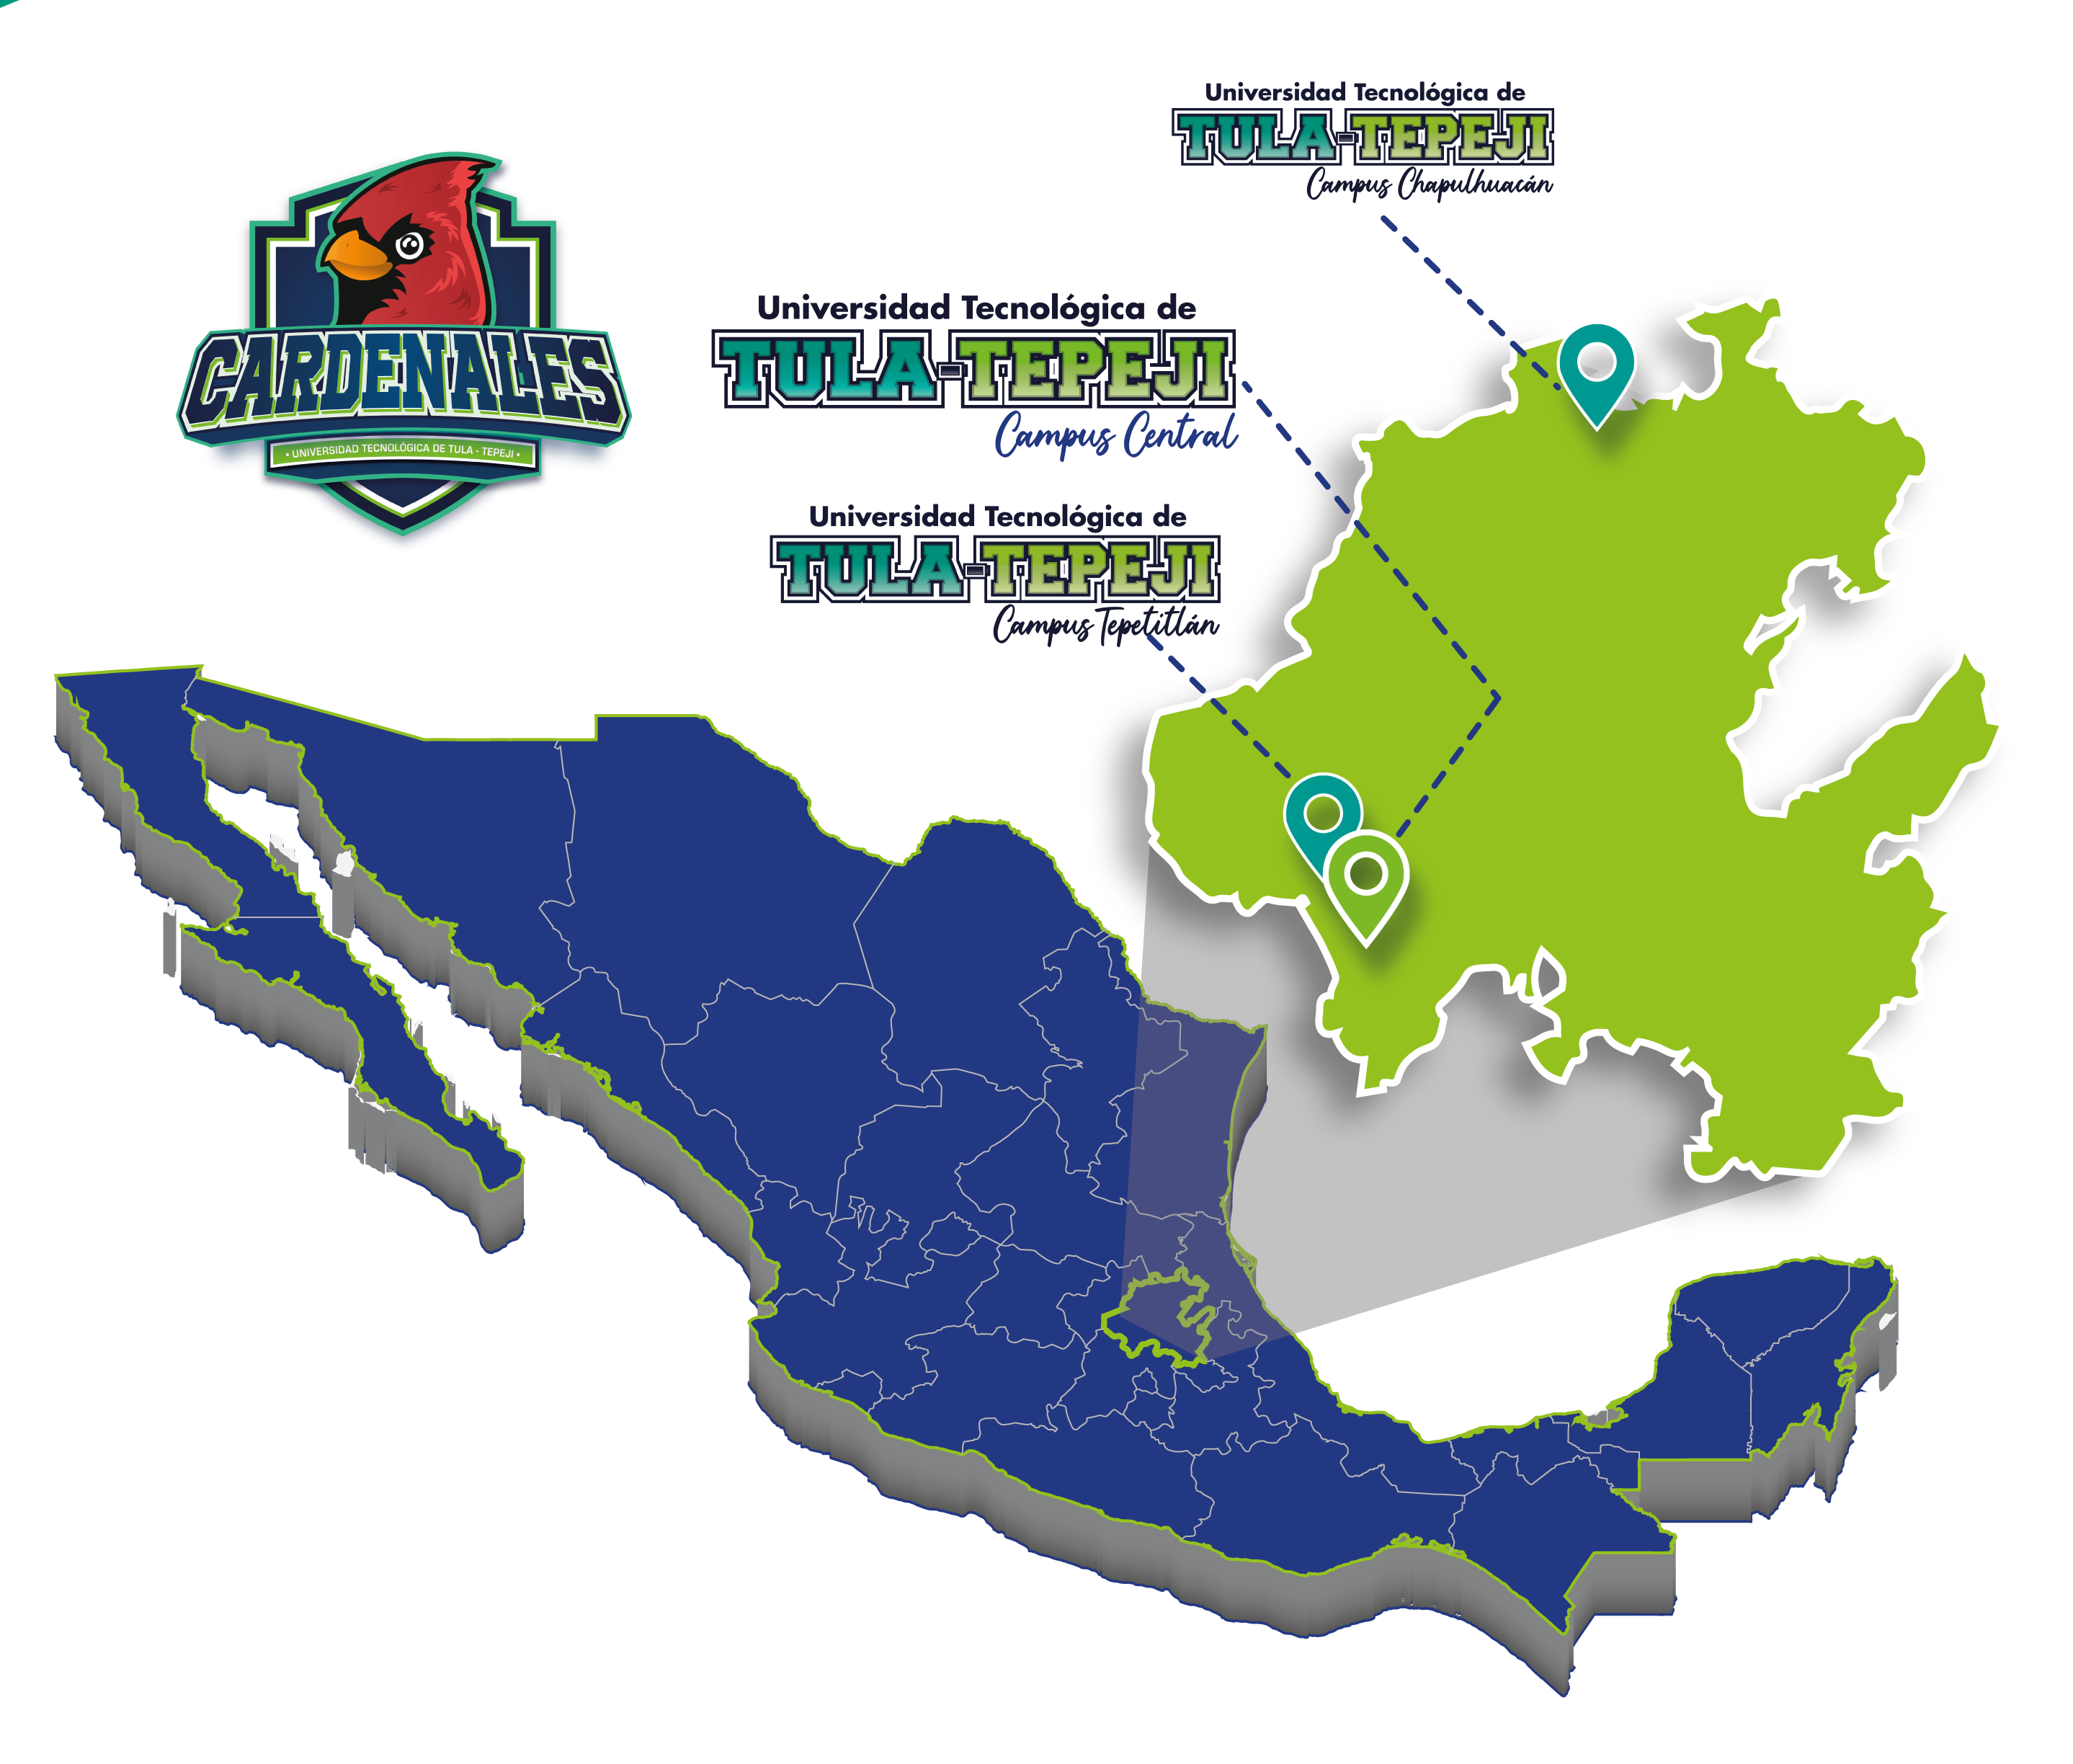 Universidad Tecnológica de
TULA-TEPEJI
Campus Chapulhuacán
CARDENALES
• UNIVERSIDAD TECNOLÓGICA DE TULA - TEPEJI •
Universidad Tecnológica de
TULA-TEPEJI
Campus Central
Universidad Tecnológica de
TULA-TEPEJI
Campus Tepetitlán